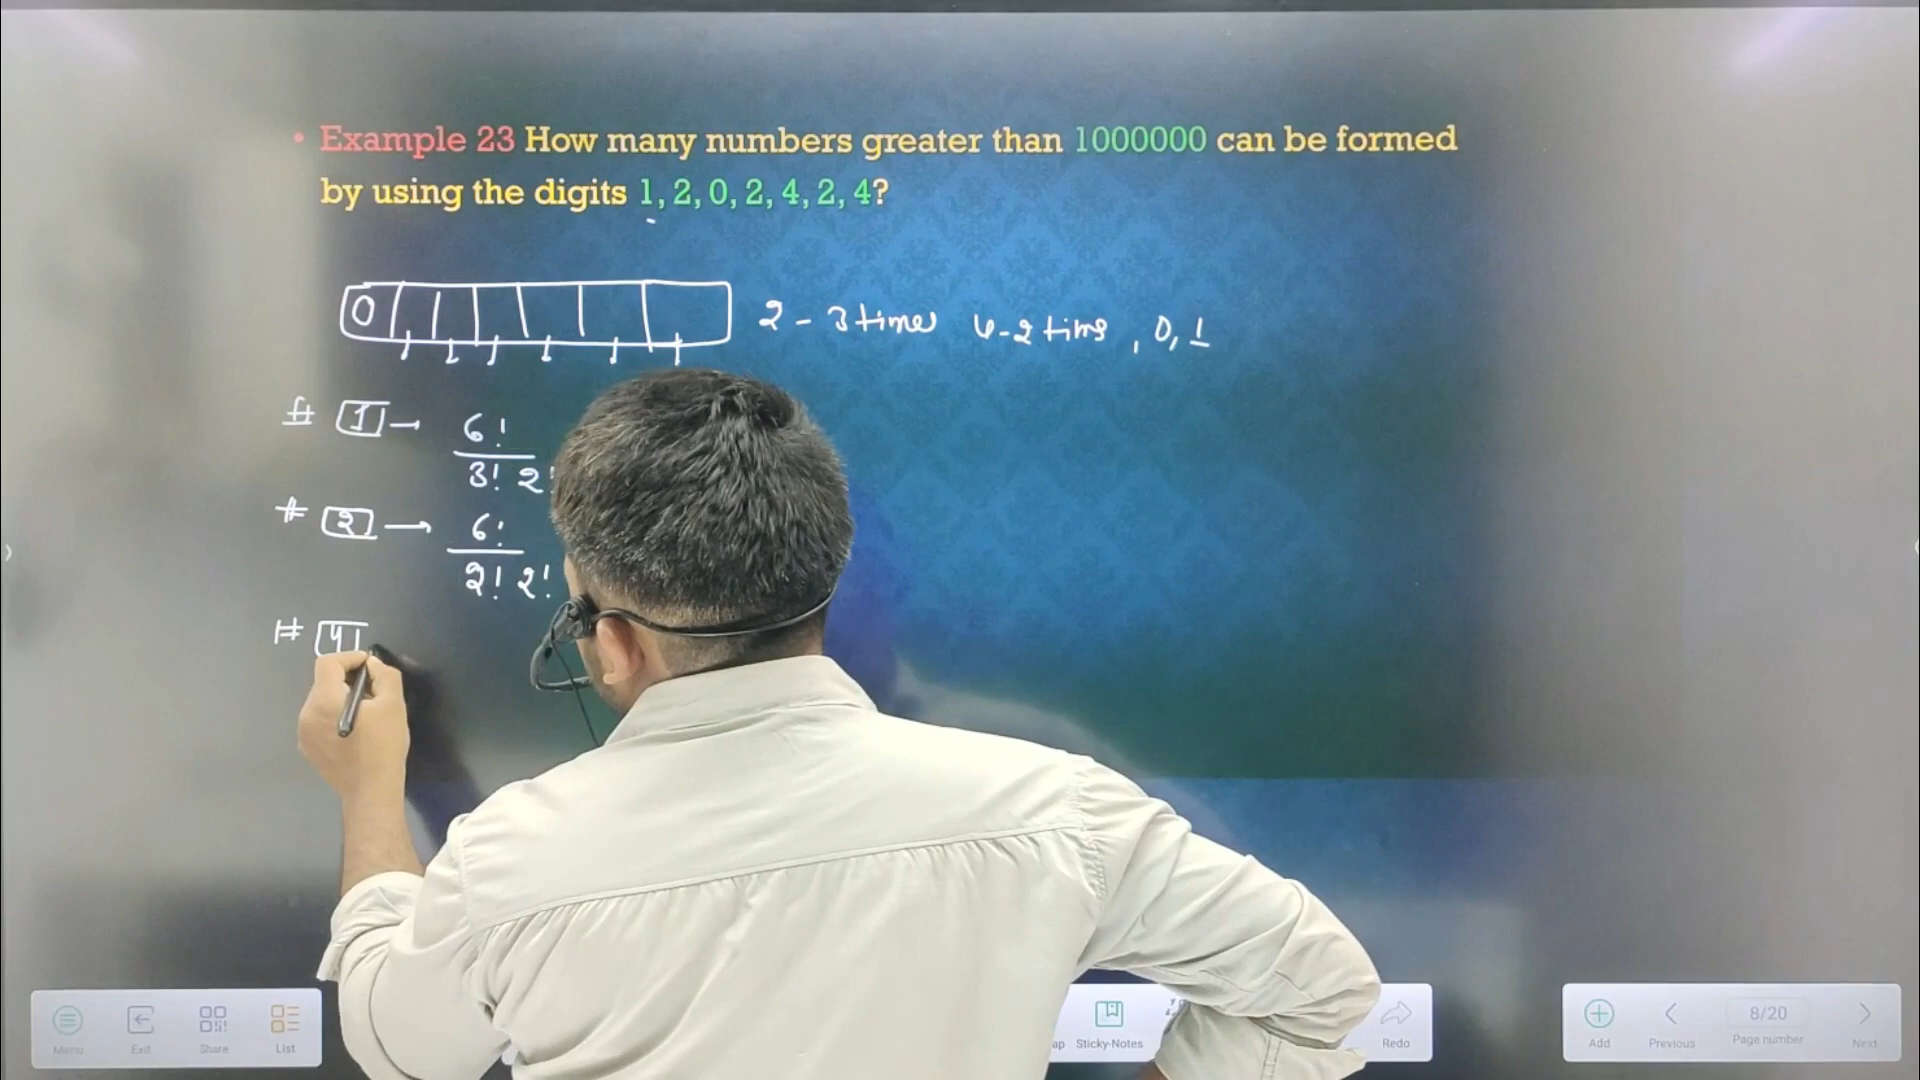 • Example 23 How many numbers greater than 1000000 can be formed
by using the digits 1, 2, 0, 2, 4, 2, 4?
0
2 - 3 times 4-2 time , 0, 1
# 1 → 6!
3! 2!
# 2 → 6!
2! 2!
# 4
Menu Exit Share List Sticky-Notes Redo Add Previous 8/20 Page number Next